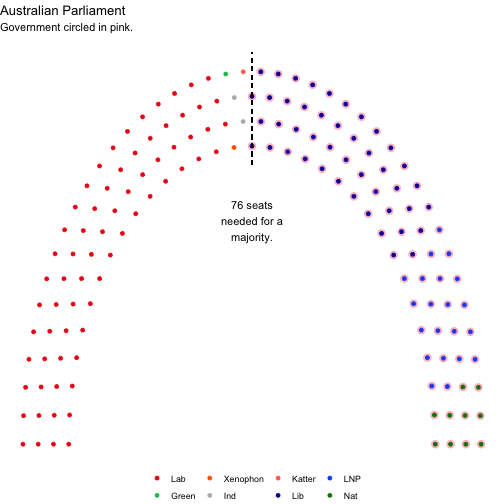 Australian Parliament
Government circled in pink.
76 seats
needed for a
majority.
Lab Xenophon Katter LNP
Green Ind Lib Nat